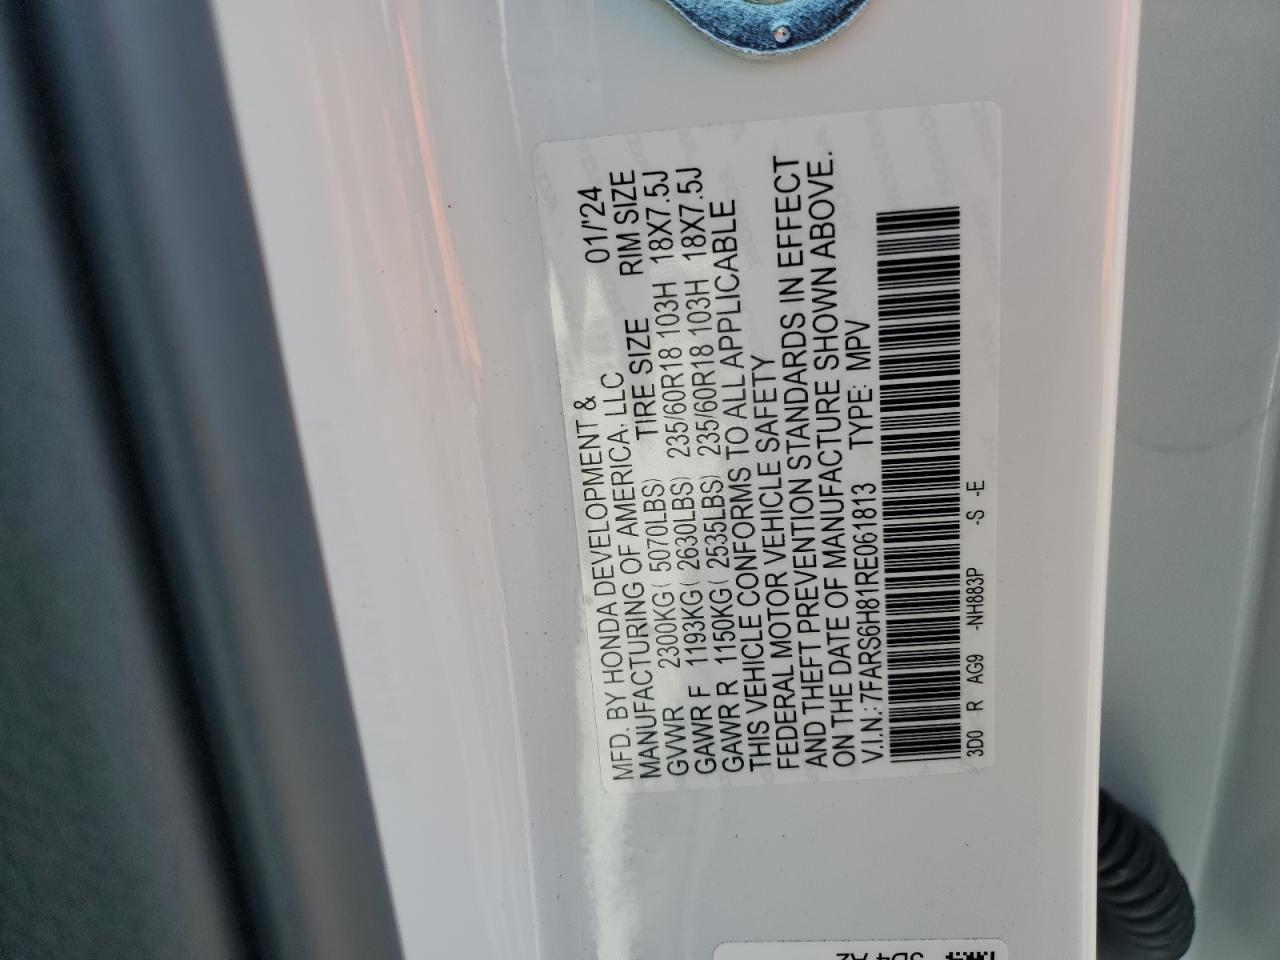 MFD. BY HONDA DEVELOPMENT & 01/'24
MANUFACTURING OF AMERICA, LLC
TIRE SIZE RIM SIZE
GVWR 2300KG( 5070LBS)
GAWR F 1193KG( 2630LBS) 235/60R18 103H 18X7.5J
GAWR R 1150KG( 2535LBS) 235/60R18 103H 18X7.5J
THIS VEHICLE CONFORMS TO ALL APPLICABLE
FEDERAL MOTOR VEHICLE SAFETY
AND THEFT PREVENTION STANDARDS IN EFFECT
ON THE DATE OF MANUFACTURE SHOWN ABOVE.
V.I.N.: 7FARS6H81RE061813 TYPE: MPV
3D0 R AG9 -NH883P -S -E